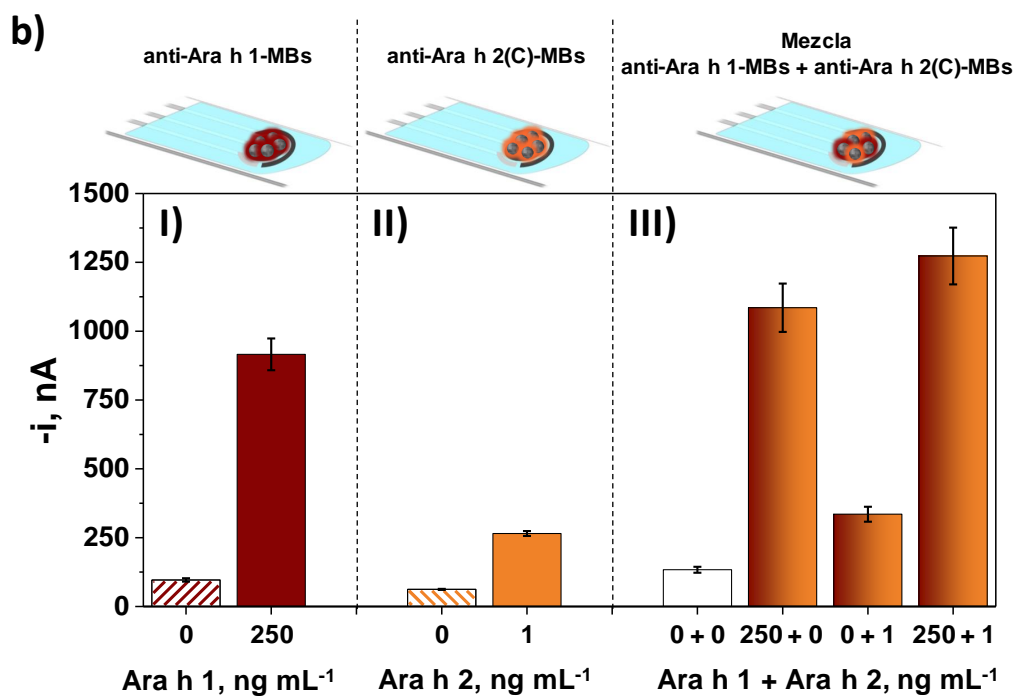 b)
anti-Ara h 1-MBs
anti-Ara h 2(C)-MBs
Mezcla
anti-Ara h 1-MBs + anti-Ara h 2(C)-MBs
I)
II)
III)
1500
1250
1000
750
500
250
0
-i, nA
0 250
0 1
0 + 0 250 + 0 0 + 1 250 + 1
Ara h 1, ng mL⁻¹
Ara h 2, ng mL⁻¹
Ara h 1 + Ara h 2, ng mL⁻¹